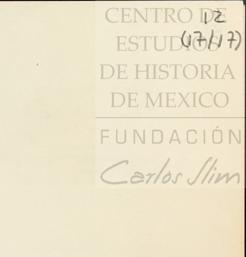 12
(17/17)
CENTRO DE
ESTUDIOS
DE HISTORIA
DE MEXICO
FUNDACIÓN
Carlos Slim